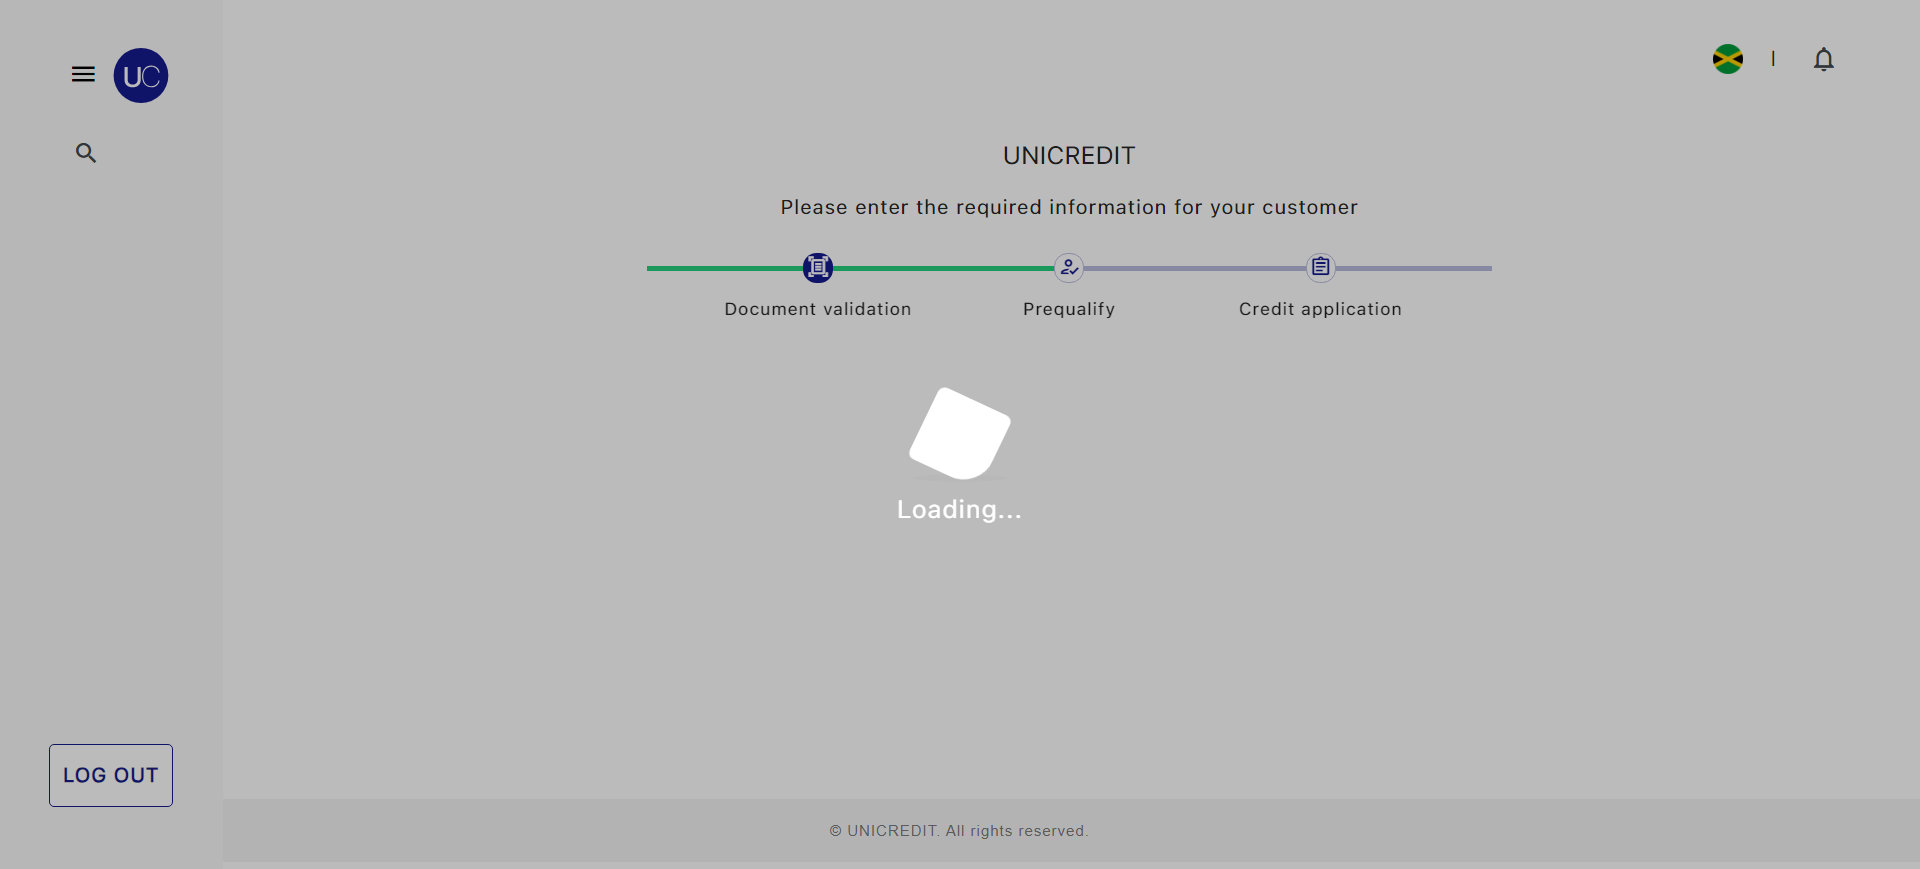 UC
UNICREDIT
Please enter the required information for your customer
Document validation
Prequalify
Credit application
Loading...
LOG OUT
© UNICREDIT. All rights reserved.